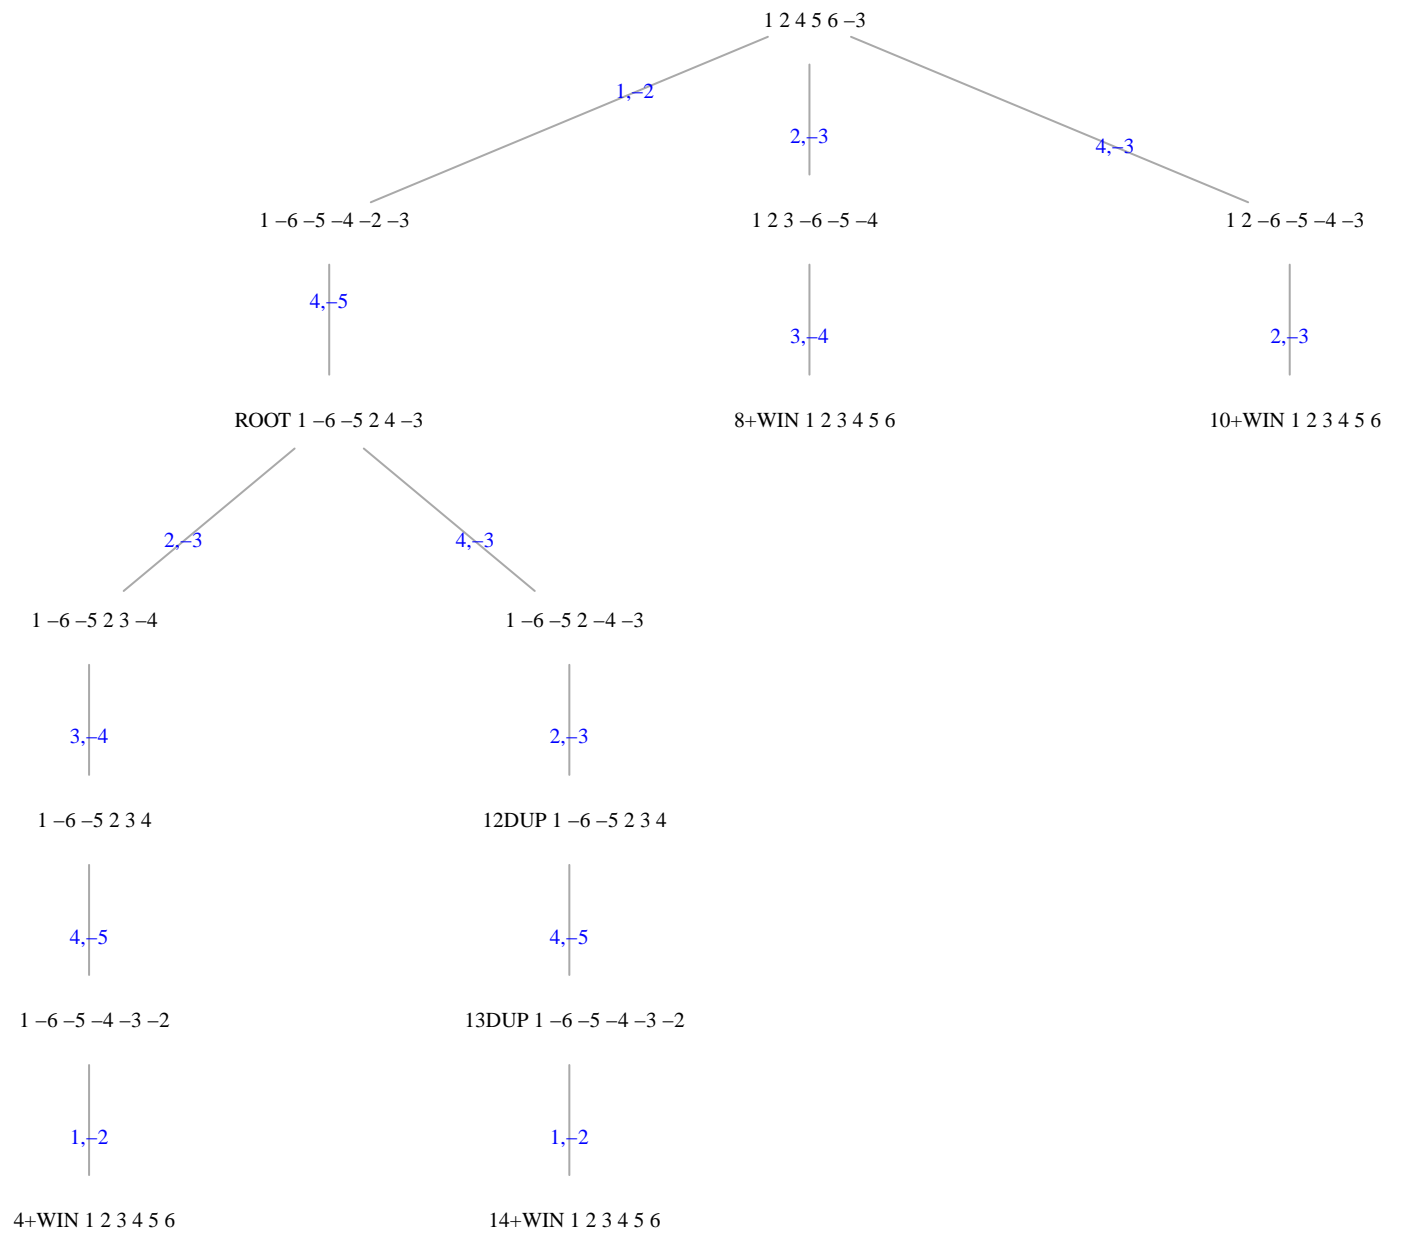 1 2 4 5 6 –3
1,–2
2,–3
4,–3
1 –6 –5 –4 –2 –3
1 2 3 –6 –5 –4
1 2 –6 –5 –4 –3
4,–5
3,–4
2,–3
ROOT 1 –6 –5 2 4 –3
8+WIN 1 2 3 4 5 6
10+WIN 1 2 3 4 5 6
2,–3
4,–3
1 –6 –5 2 3 –4
1 –6 –5 2 –4 –3
3,–4
2,–3
1 –6 –5 2 3 4
12DUP 1 –6 –5 2 3 4
4,–5
4,–5
1 –6 –5 –4 –3 –2
13DUP 1 –6 –5 –4 –3 –2
1,–2
1,–2
4+WIN 1 2 3 4 5 6
14+WIN 1 2 3 4 5 6